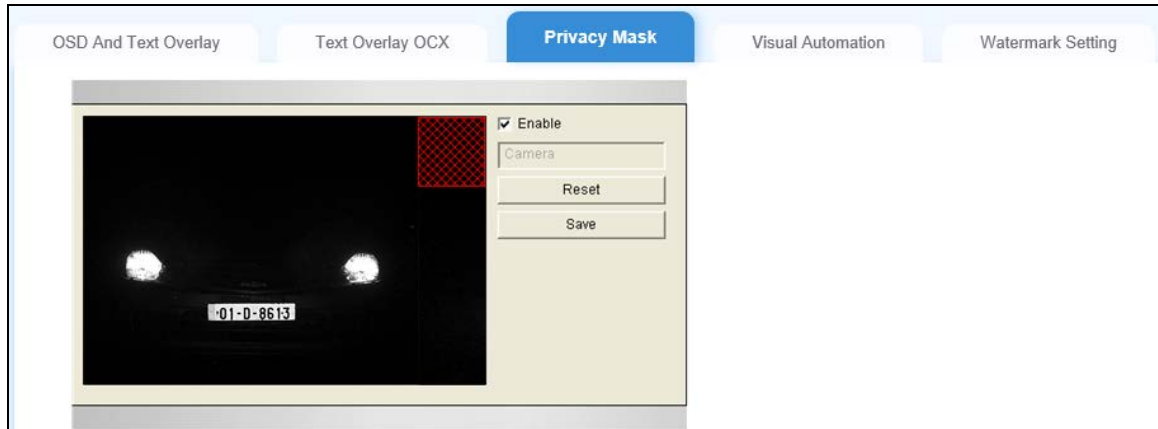 OSD And Text Overlay Text Overlay OCX Privacy Mask Visual Automation Watermark Setting
Enable
Camera
Reset
Save
01-D-8613